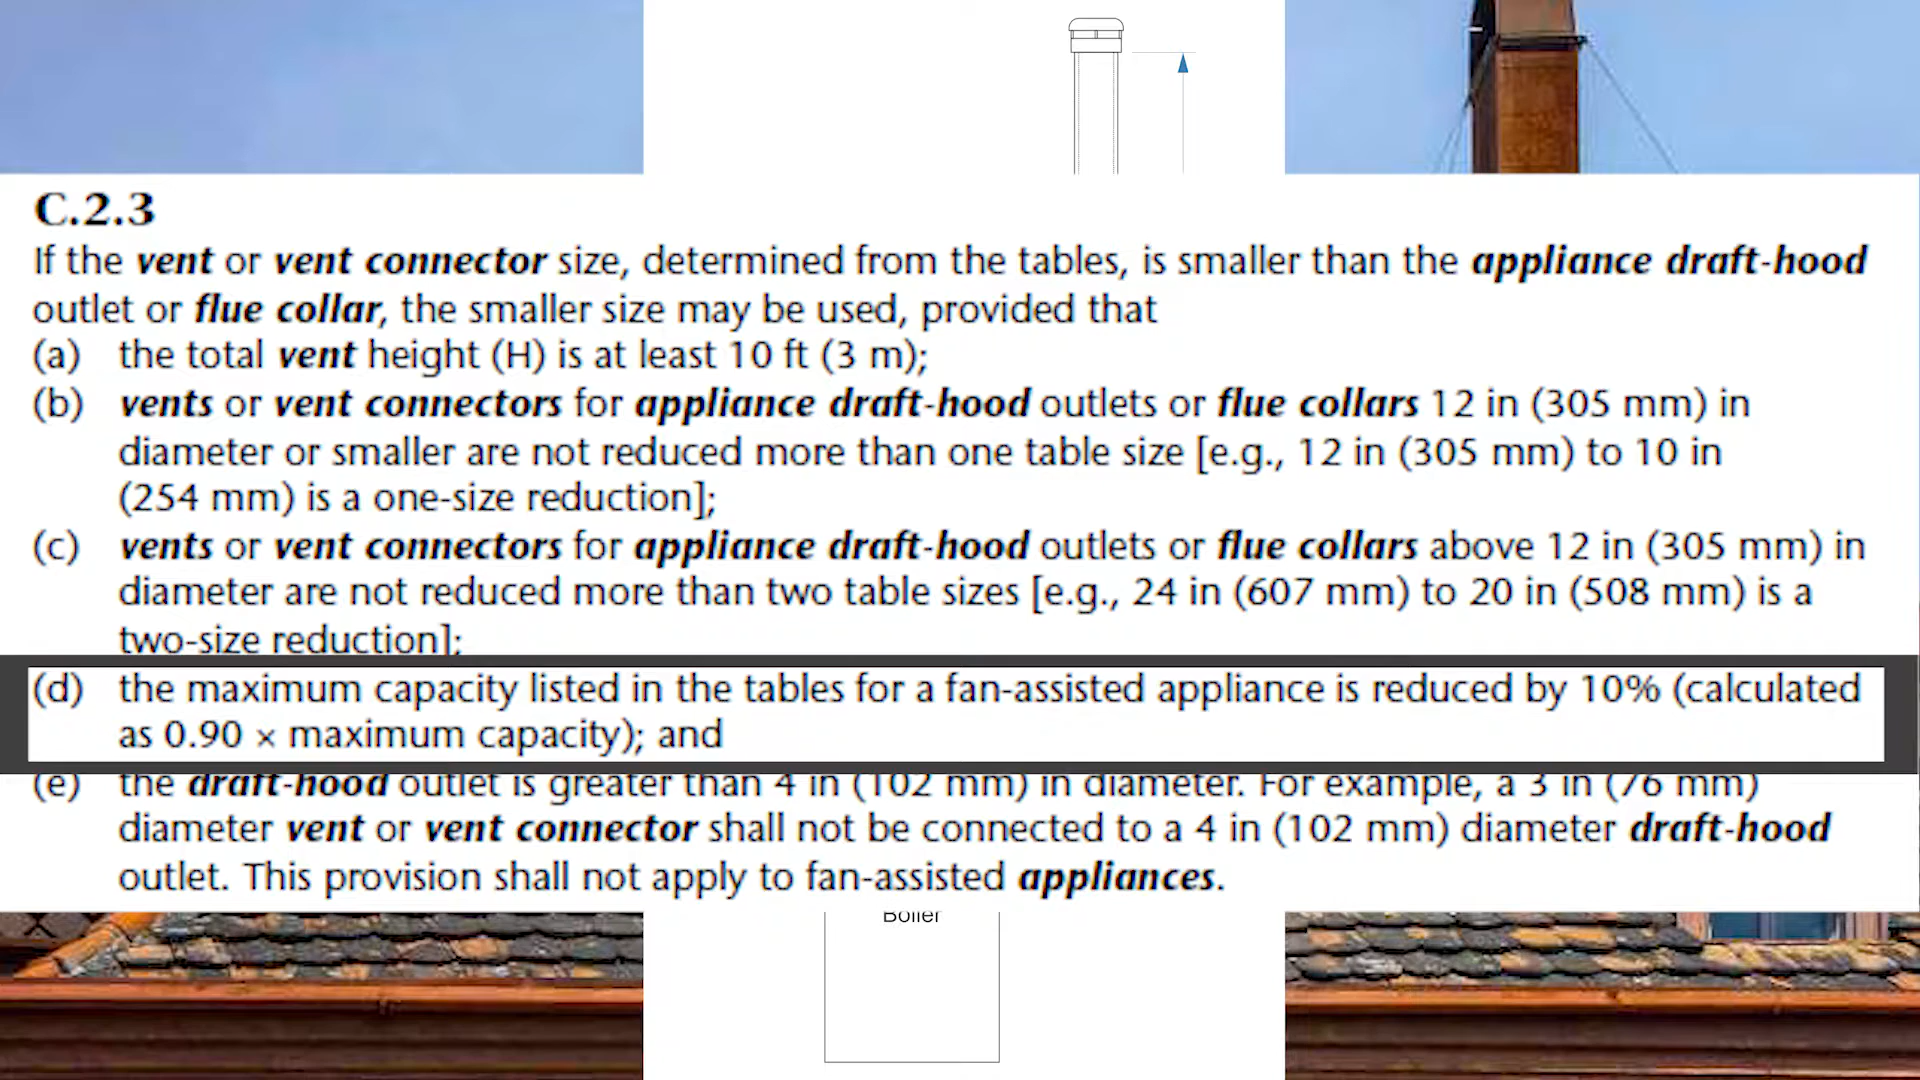 C.2.3
If the vent or vent connector size, determined from the tables, is smaller than the appliance draft-hood
outlet or flue collar, the smaller size may be used, provided that
(a) the total vent height (H) is at least 10 ft (3 m);
(b) vents or vent connectors for appliance draft-hood outlets or flue collars 12 in (305 mm) in
diameter or smaller are not reduced more than one table size [e.g., 12 in (305 mm) to 10 in
(254 mm) is a one-size reduction];
(c) vents or vent connectors for appliance draft-hood outlets or flue collars above 12 in (305 mm) in
diameter are not reduced more than two table sizes [e.g., 24 in (607 mm) to 20 in (508 mm) is a
two-size reduction];
(d) the maximum capacity listed in the tables for a fan-assisted appliance is reduced by 10% (calculated
as 0.90 × maximum capacity); and
(e) the draft-hood outlet is greater than 4 in (102 mm) in diameter. For example, a 3 in (76 mm)
diameter vent or vent connector shall not be connected to a 4 in (102 mm) diameter draft-hood
outlet. This provision shall not apply to fan-assisted appliances.
Boiler